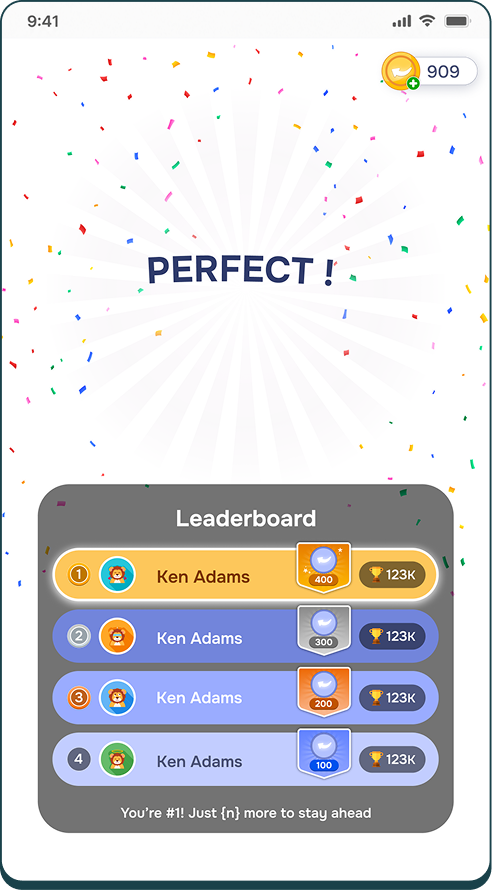 9:41
909
PERFECT !
Leaderboard
1 Ken Adams 400 123K
2 Ken Adams 300 123K
3 Ken Adams 200 123K
4 Ken Adams 100 123K
You're #1! Just {n} more to stay ahead